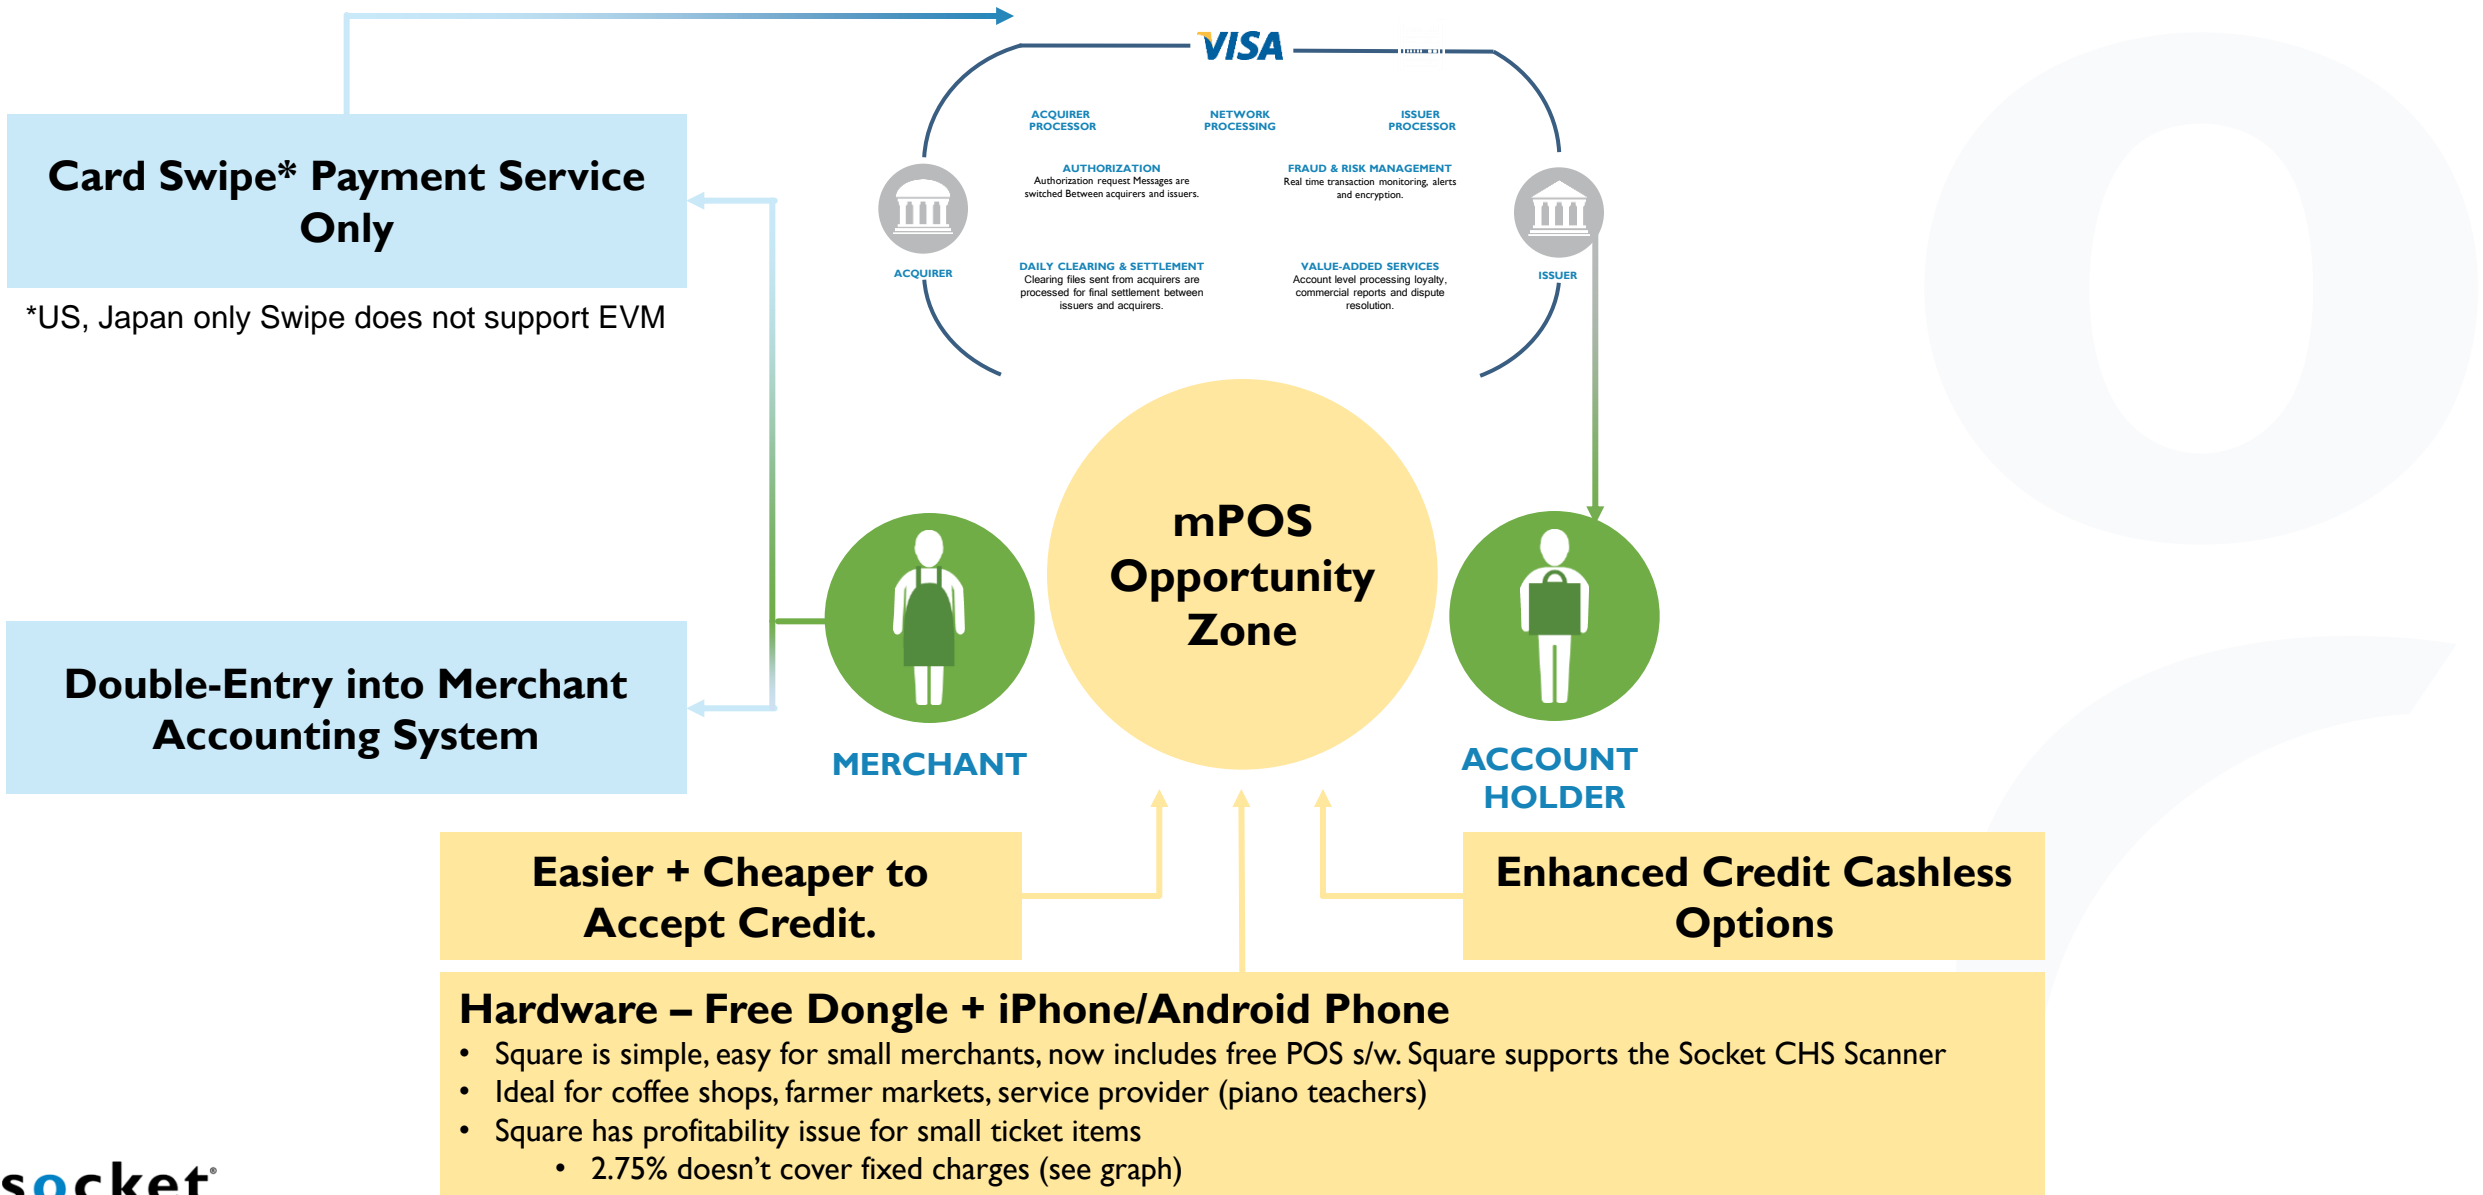 VISA
ACQUIRER
PROCESSOR
NETWORK
PROCESSING
ISSUER
PROCESSOR
Card Swipe* Payment Service
Only
*US, Japan only Swipe does not support EVM
AUTHORIZATION
Authorization request Messages are
switched Between acquirers and issuers.
FRAUD & RISK MANAGEMENT
Real time transaction monitoring, alerts
and encryption.
ACQUIRER
DAILY CLEARING & SETTLEMENT
Clearing files sent from acquirers are
processed for final settlement between
issuers and acquirers.
VALUE-ADDED SERVICES
Account level processing loyalty,
commercial reports and dispute
resolution.
ISSUER
mPOS
Opportunity
Zone
Double-Entry into Merchant
Accounting System
MERCHANT
ACCOUNT
HOLDER
Easier + Cheaper to
Accept Credit.
Enhanced Credit Cashless
Options
Hardware – Free Dongle + iPhone/Android Phone
• Square is simple, easy for small merchants, now includes free POS s/w. Square supports the Socket CHS Scanner
• Ideal for coffee shops, farmer markets, service provider (piano teachers)
• Square has profitability issue for small ticket items
• 2.75% doesn't cover fixed charges (see graph)
socket®